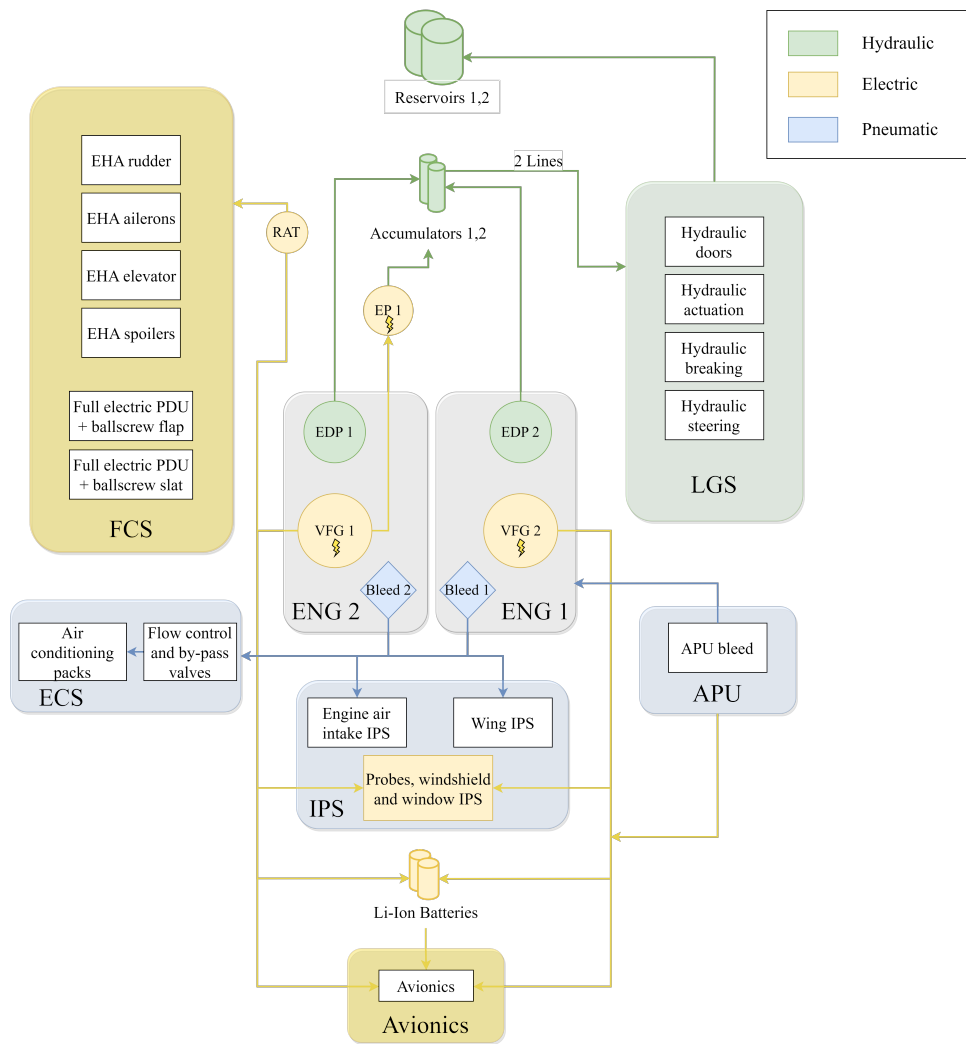 Hydraulic
Electric
Pneumatic
Reservoirs 1,2
2 Lines
Accumulators 1,2
EHA rudder
EHA ailerons
EHA elevator
EHA spoilers
Full electric PDU
+ ballscrew flap
Full electric PDU
+ ballscrew slat
FCS
RAT
EP 1
Hydraulic
doors
Hydraulic
actuation
Hydraulic
breaking
Hydraulic
steering
LGS
EDP 1
EDP 2
VFG 1
VFG 2
Bleed 2
Bleed 1
ENG 2
ENG 1
Air
conditioning
packs
Flow control
and by-pass
valves
ECS
APU bleed
APU
Engine air
intake IPS
Wing IPS
Probes, windshield
and window IPS
IPS
Li-Ion Batteries
Avionics
Avionics